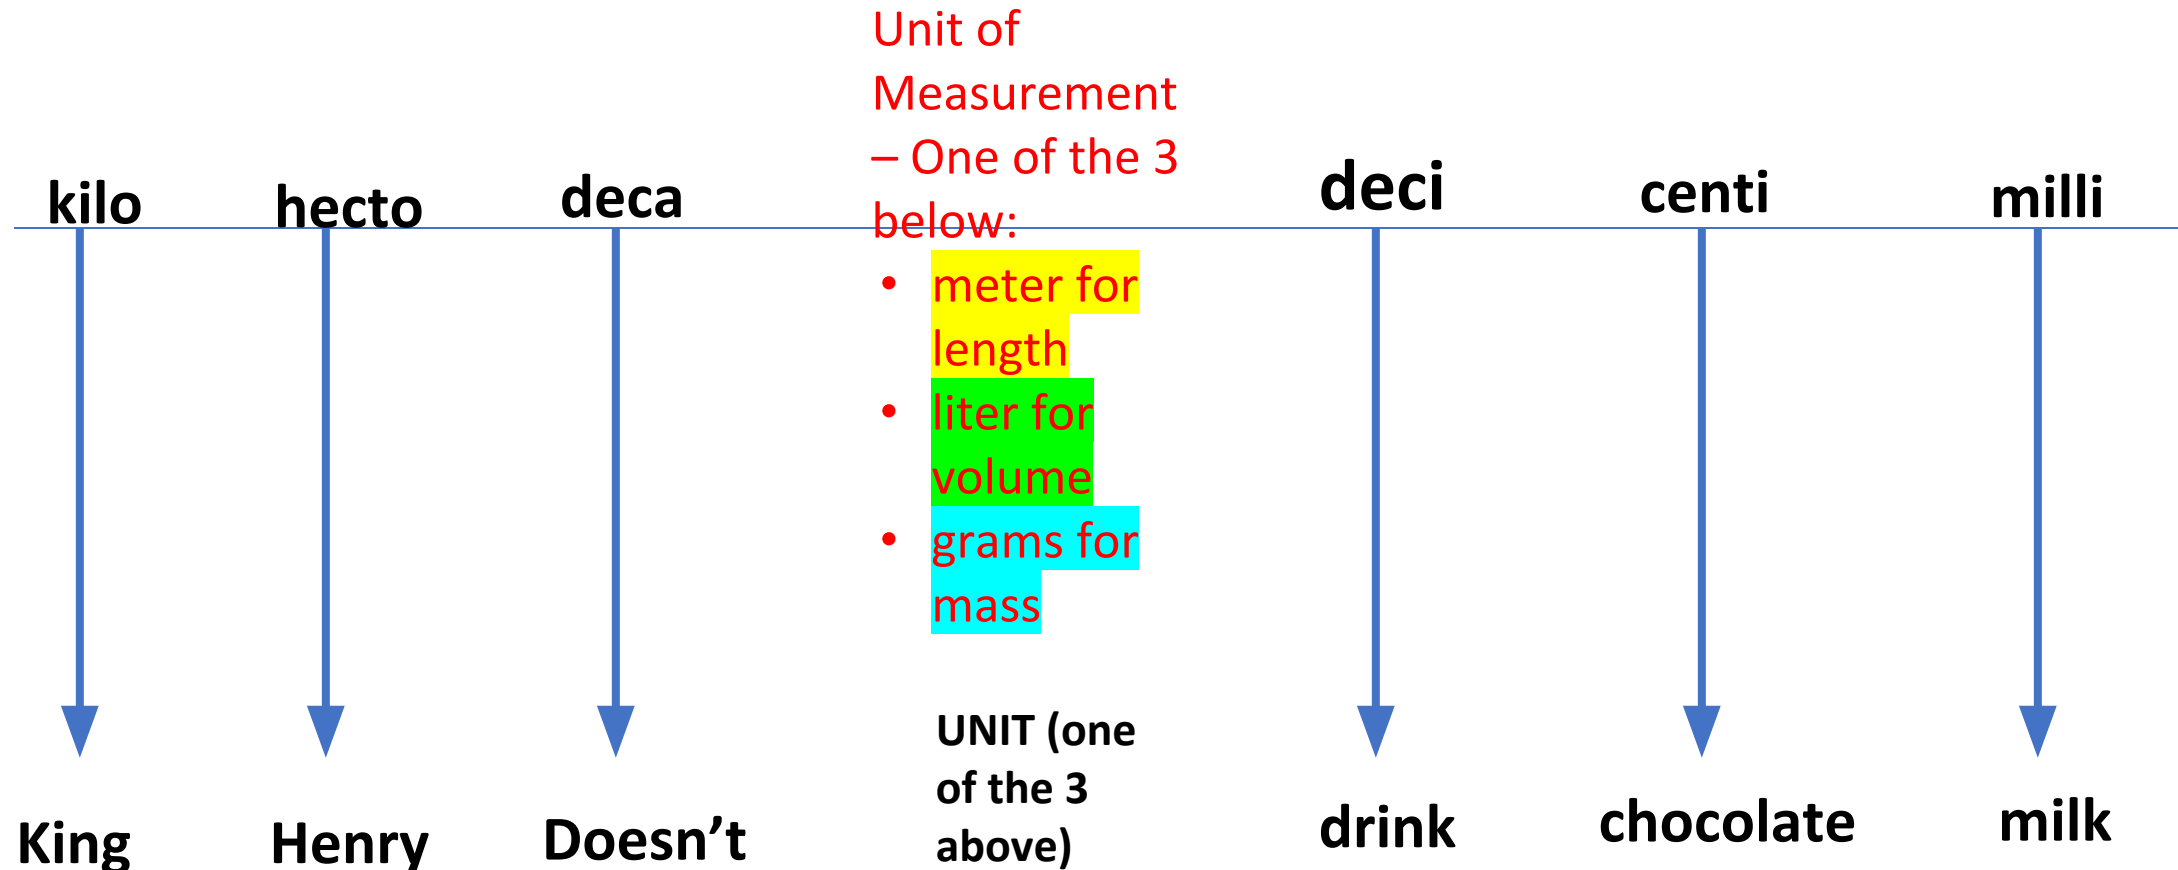 Unit of
Measurement
– One of the 3
below:
kilo
hecto
deca
deci
centi
milli
• meter for
length
• liter for
volume
• grams for
mass
UNIT (one
of the 3
above)
King
Henry
Doesn’t
drink
chocolate
milk